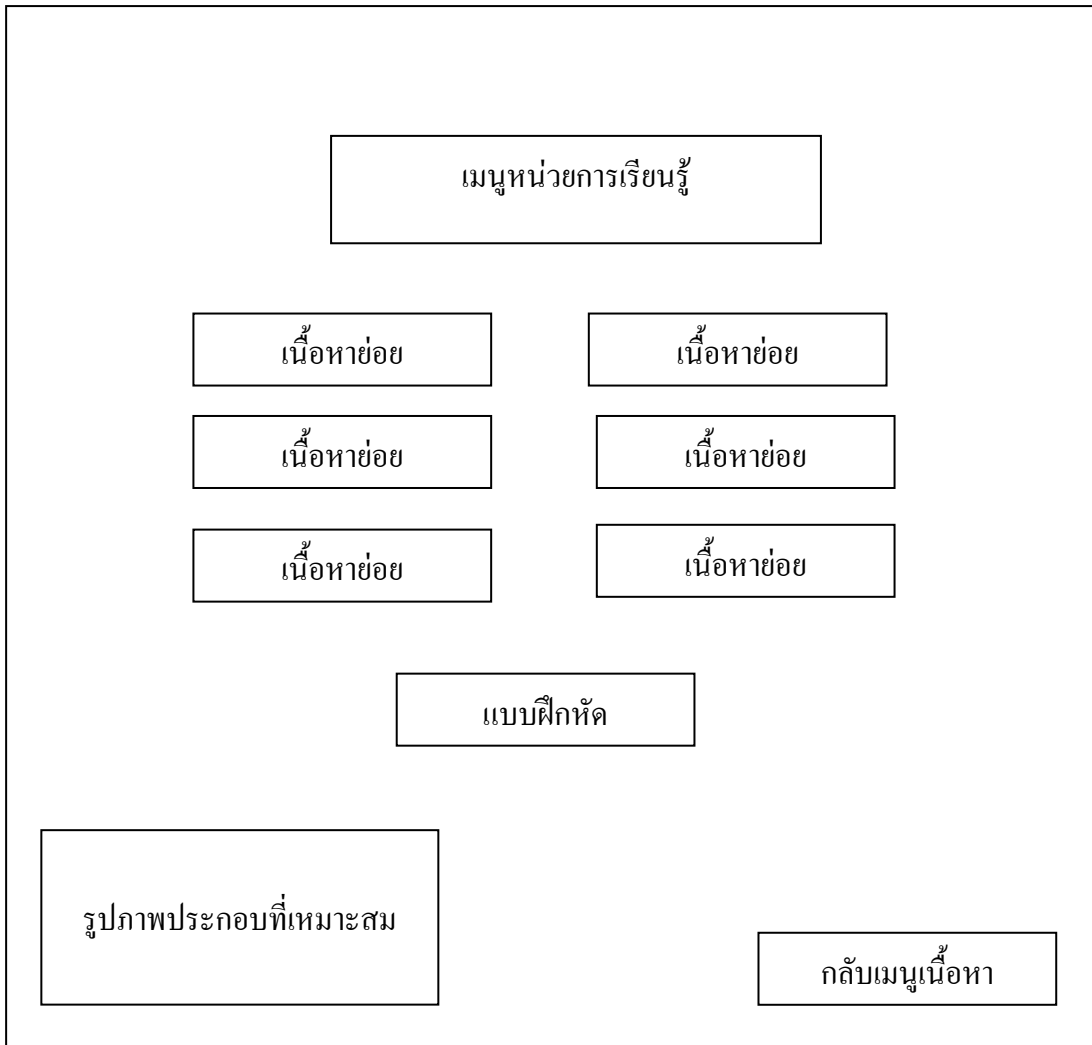 เมนูหน่วยการเรียนรู้
เนื้อหาย่อย
เนื้อหาย่อย
เนื้อหาย่อย
เนื้อหาย่อย
เนื้อหาย่อย
เนื้อหาย่อย
แบบฝึกหัด
รูปภาพประกอบที่เหมาะสม
กลับเมนูเนื้อหา